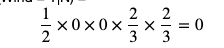 1/2 × 0 × 0 × 2/3 × 2/3 = 0